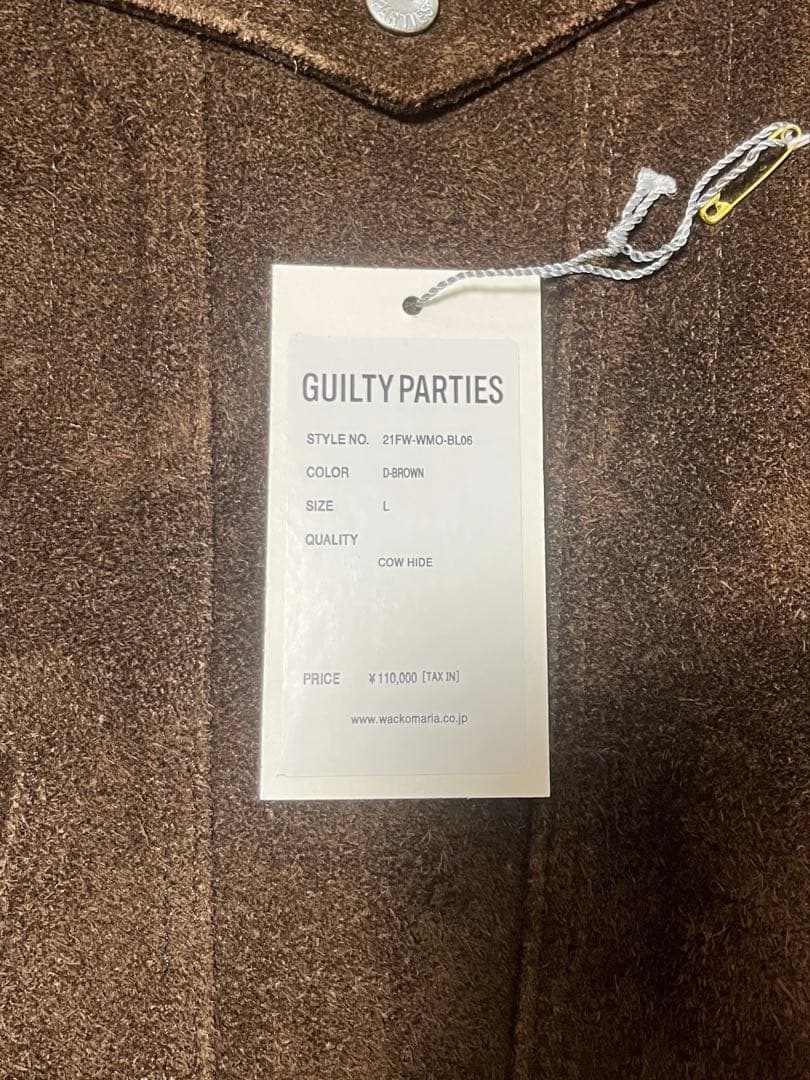 PARTIES
GUILTY PARTIES
STYLE NO. 21FW-WMO-BL06
COLOR D-BROWN
SIZE L
QUALITY
COW HIDE
PRICE ¥110,000 [TAX IN]
www.wackomaria.co.jp